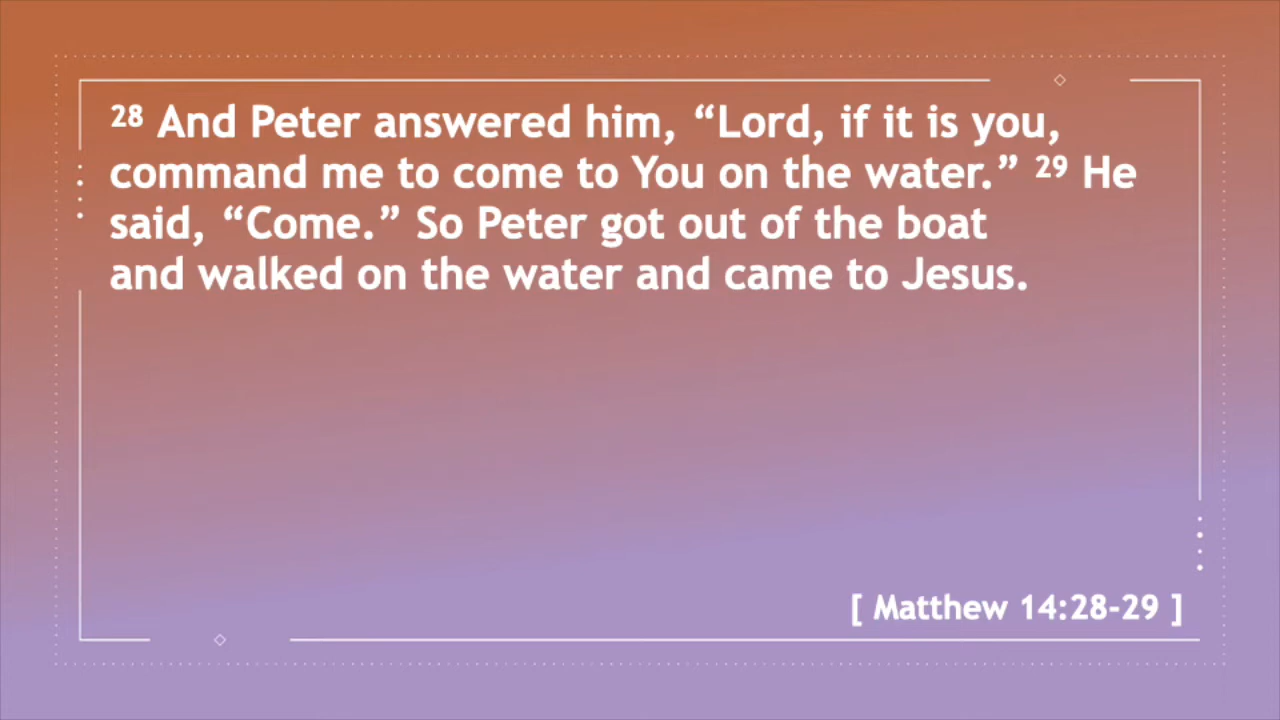 28 And Peter answered him, “Lord, if it is you,
command me to come to You on the water.” 29 He
said, “Come.” So Peter got out of the boat
and walked on the water and came to Jesus.
[ Matthew 14:28-29 ]